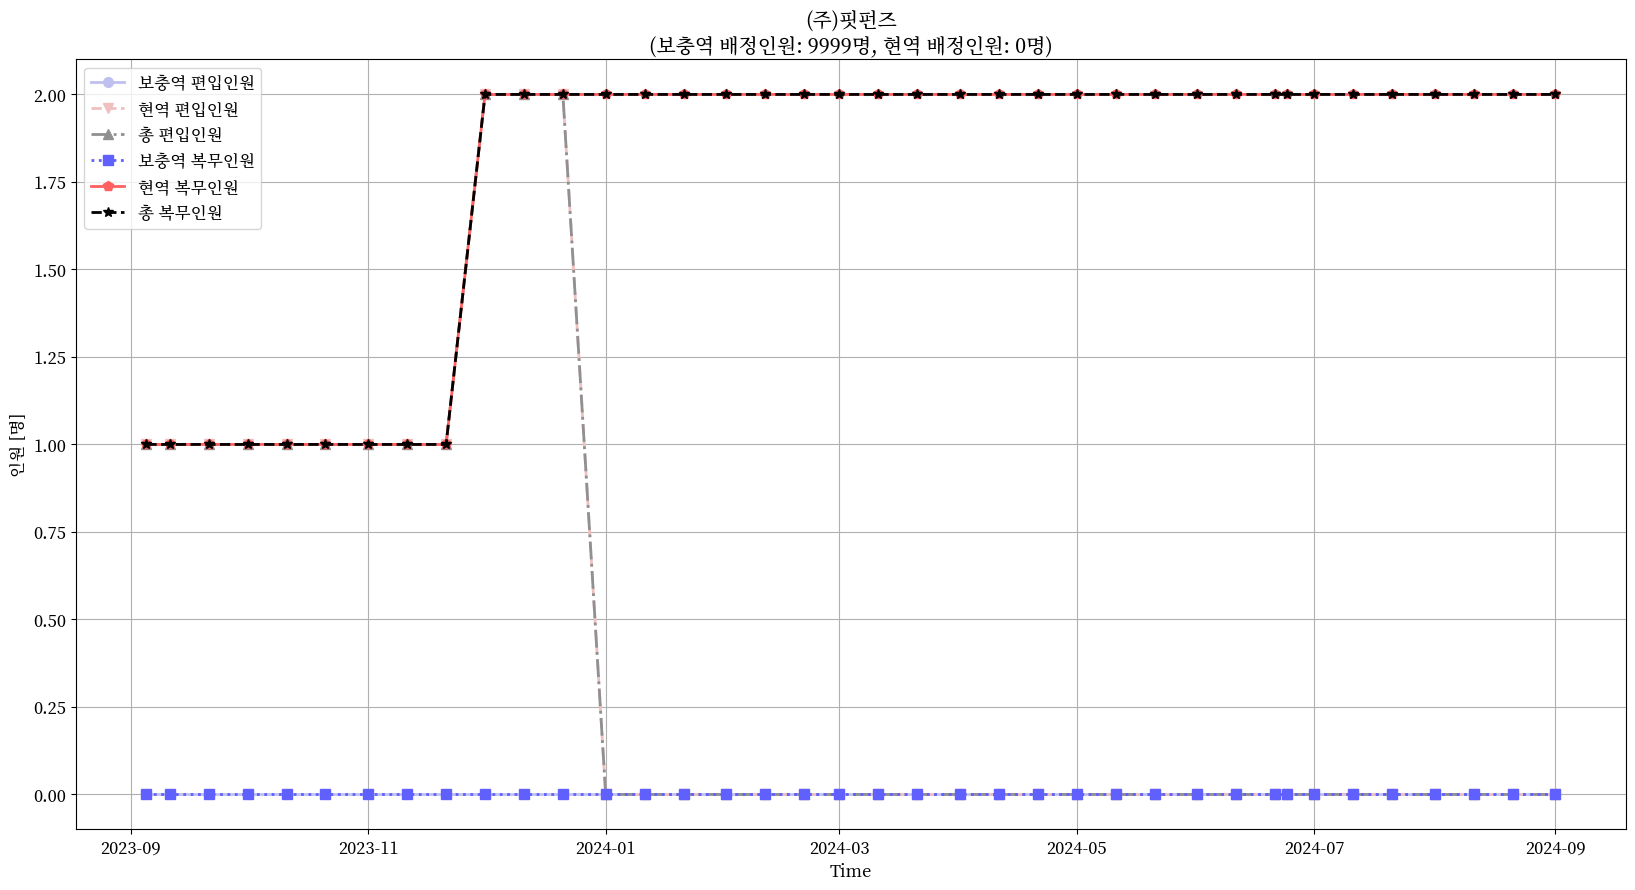 (주)핏펀즈
(보충역 배정인원: 9999명, 현역 배정인원: 0명)
보충역 편입인원
현역 편입인원
총 편입인원
보충역 복무인원
현역 복무인원
총 복무인원
2.00
1.75
1.50
1.25
1.00
0.75
0.50
0.25
0.00
인원 [명]
2023-09 2023-11 2024-01 2024-03 2024-05 2024-07 2024-09
Time